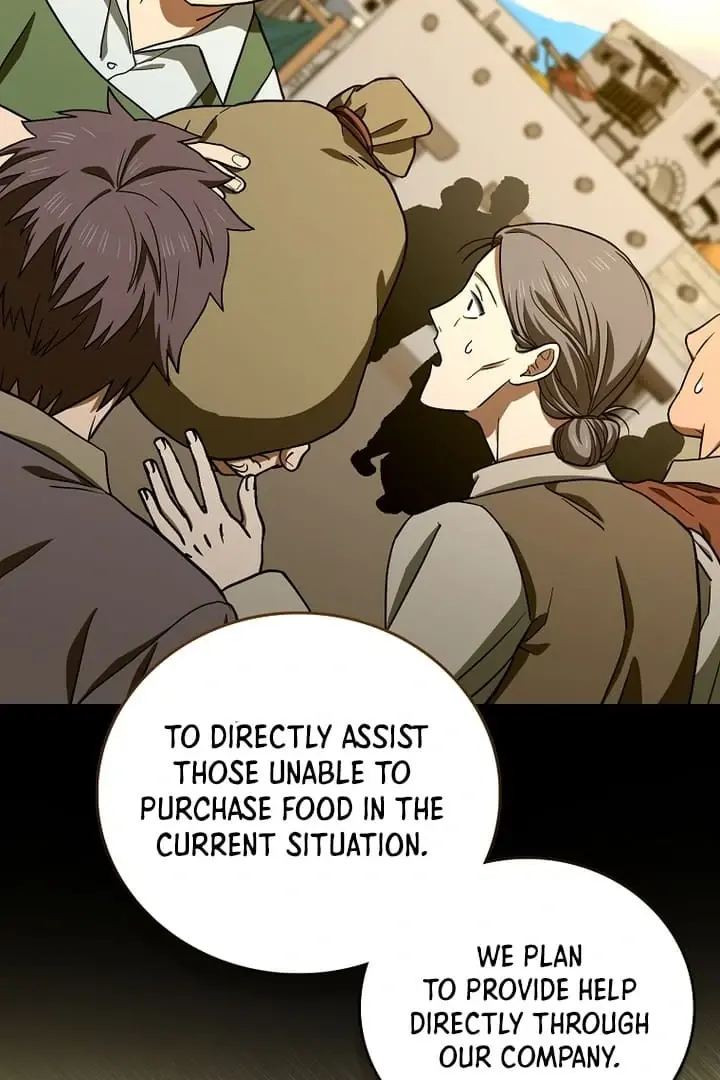 TO DIRECTLY ASSIST
THOSE UNABLE TO
PURCHASE FOOD IN THE
CURRENT SITUATION.
WE PLAN
TO PROVIDE HELP
DIRECTLY THROUGH
OUR COMPANY.